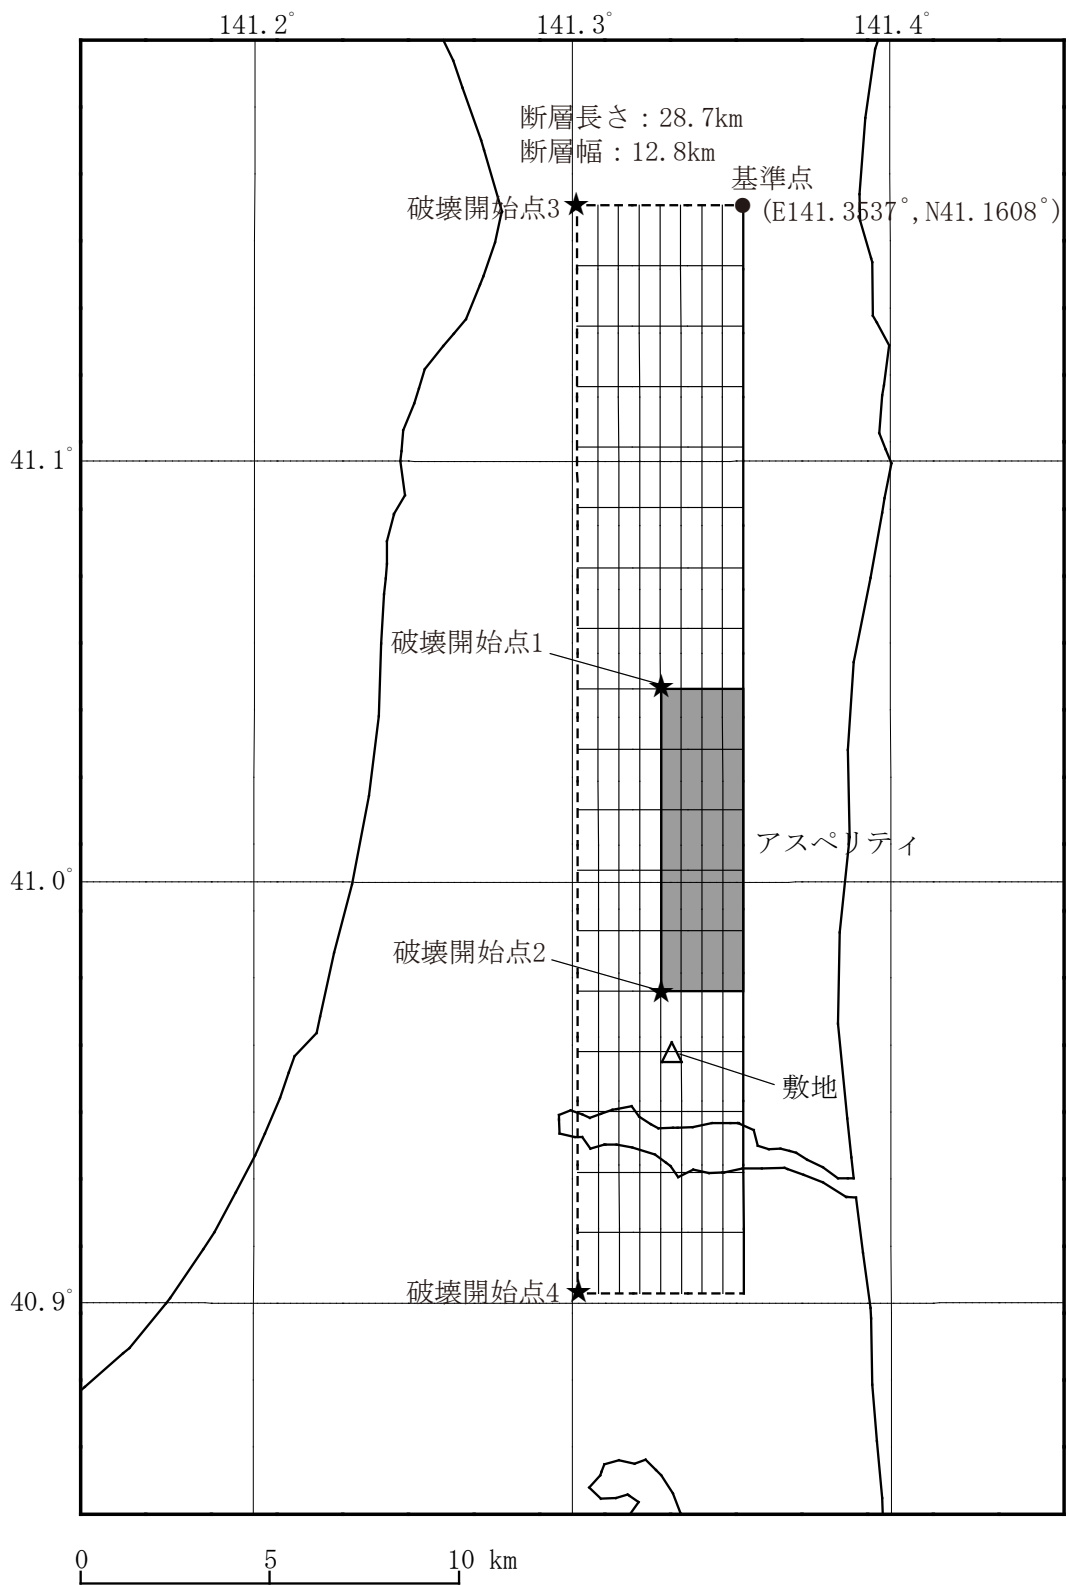 141.2°
141.3°
141.4°
断層長さ：28.7km
断層幅：12.8km
基準点
(E141.3537°,N41.1608°)
破壊開始点3
41.1°
破壊開始点1
アスペリティ
41.0°
破壊開始点2
敷地
破壊開始点4
40.9°
0 5 10 km